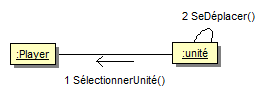 2 SeDéplacer()
:Player
:unité
1 SélectionnerUnité()